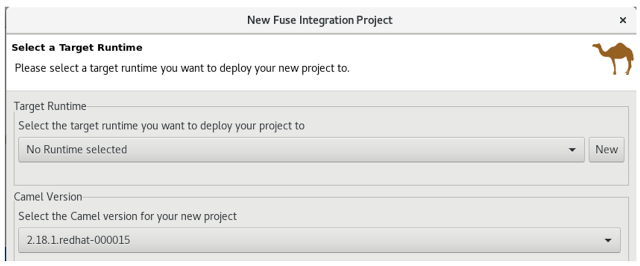 New Fuse Integration Project
×
Select a Target Runtime
Please select a target runtime you want to deploy your new project to.
Target Runtime
Select the target runtime you want to deploy your project to
No Runtime selected
New
Camel Version
Select the Camel version for your new project
2.18.1.redhat-000015